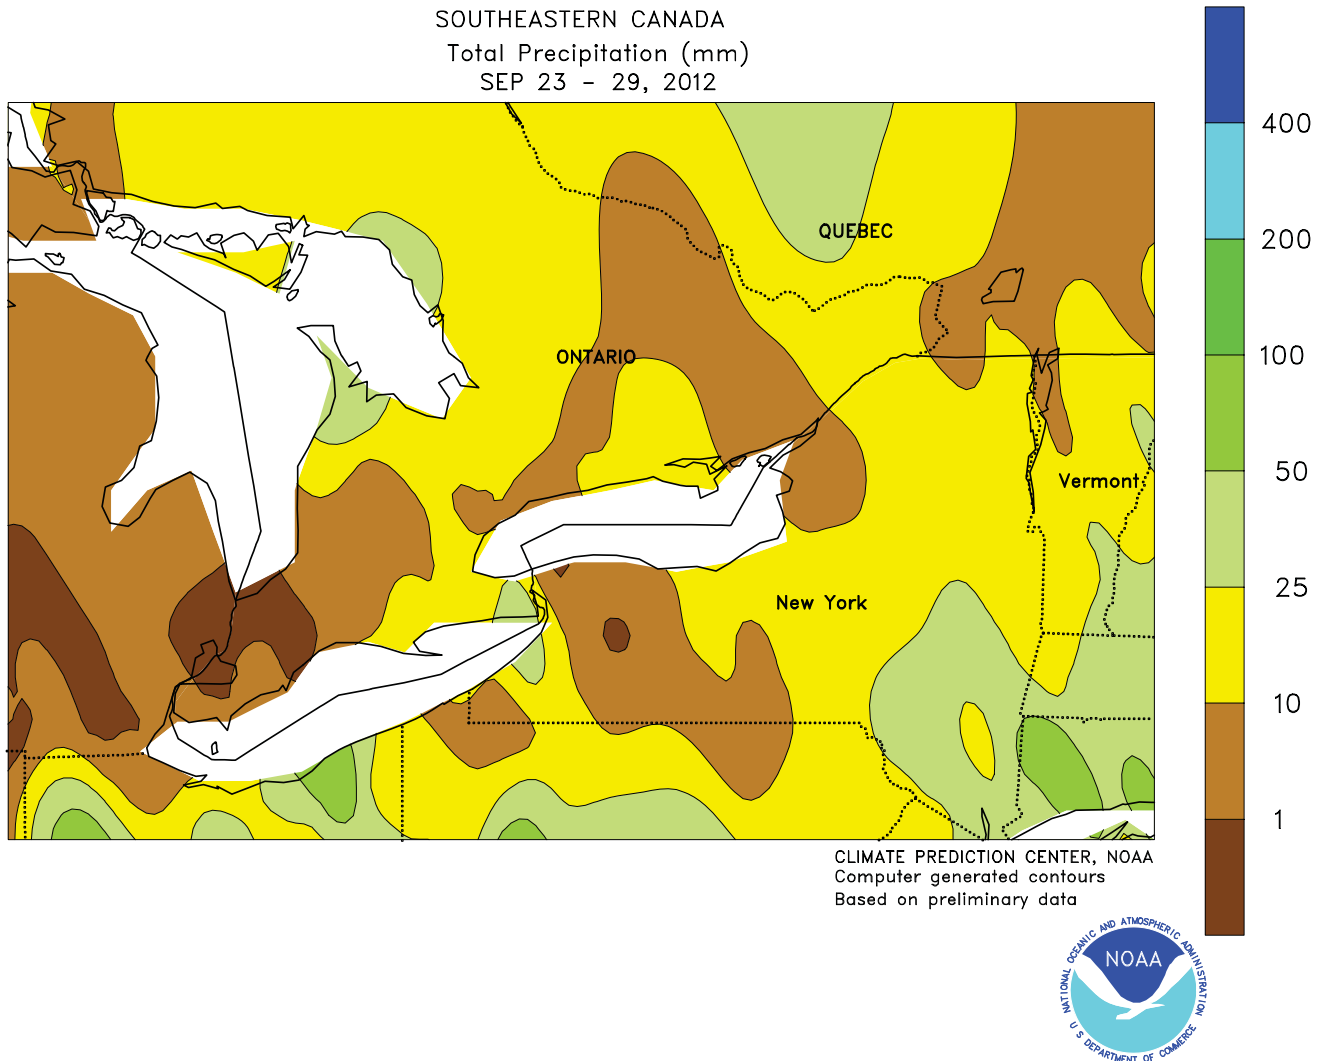 SOUTHEASTERN CANADA
Total Precipitation (mm)
SEP 23 - 29, 2012
400
200
100
50
25
10
1
QUEBEC
ONTARIO
Vermont
New York
CLIMATE PREDICTION CENTER, NOAA
Computer generated contours
Based on preliminary data
NATIONAL OCEANIC AND ATMOSPHERIC ADMINISTRATION
NOAA
U S DEPARTMENT OF COMMERCE